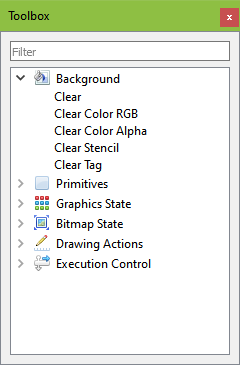 Toolbox
x
Filter
Background
Clear
Clear Color RGB
Clear Color Alpha
Clear Stencil
Clear Tag
Primitives
Graphics State
Bitmap State
Drawing Actions
Execution Control